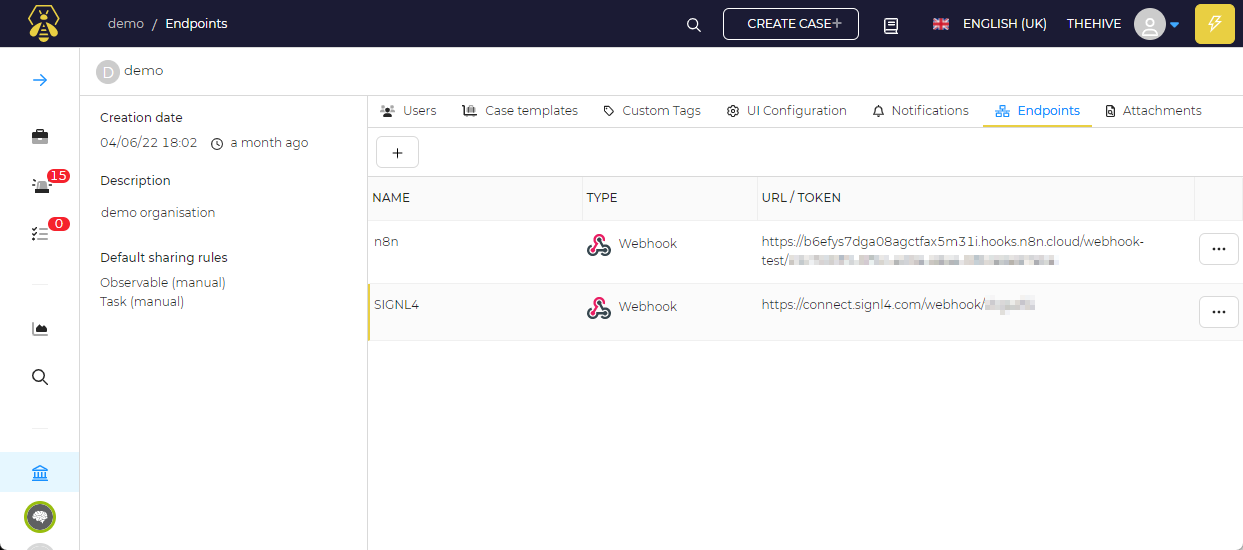 demo / Endpoints
CREATE CASE+
ENGLISH (UK)
THEHIVE
D demo
15
0
Creation date
04/06/22 18:02 a month ago
Description
demo organisation
Default sharing rules
Observable (manual)
Task (manual)
Users Case templates Custom Tags UI Configuration Notifications Endpoints Attachments
+
NAME TYPE URL / TOKEN
n8n Webhook https://b6efys7dga08agctfax5m31i.hooks.n8n.cloud/webhook-
test/
SIGNL4 Webhook https://connect.signl4.com/webhook/